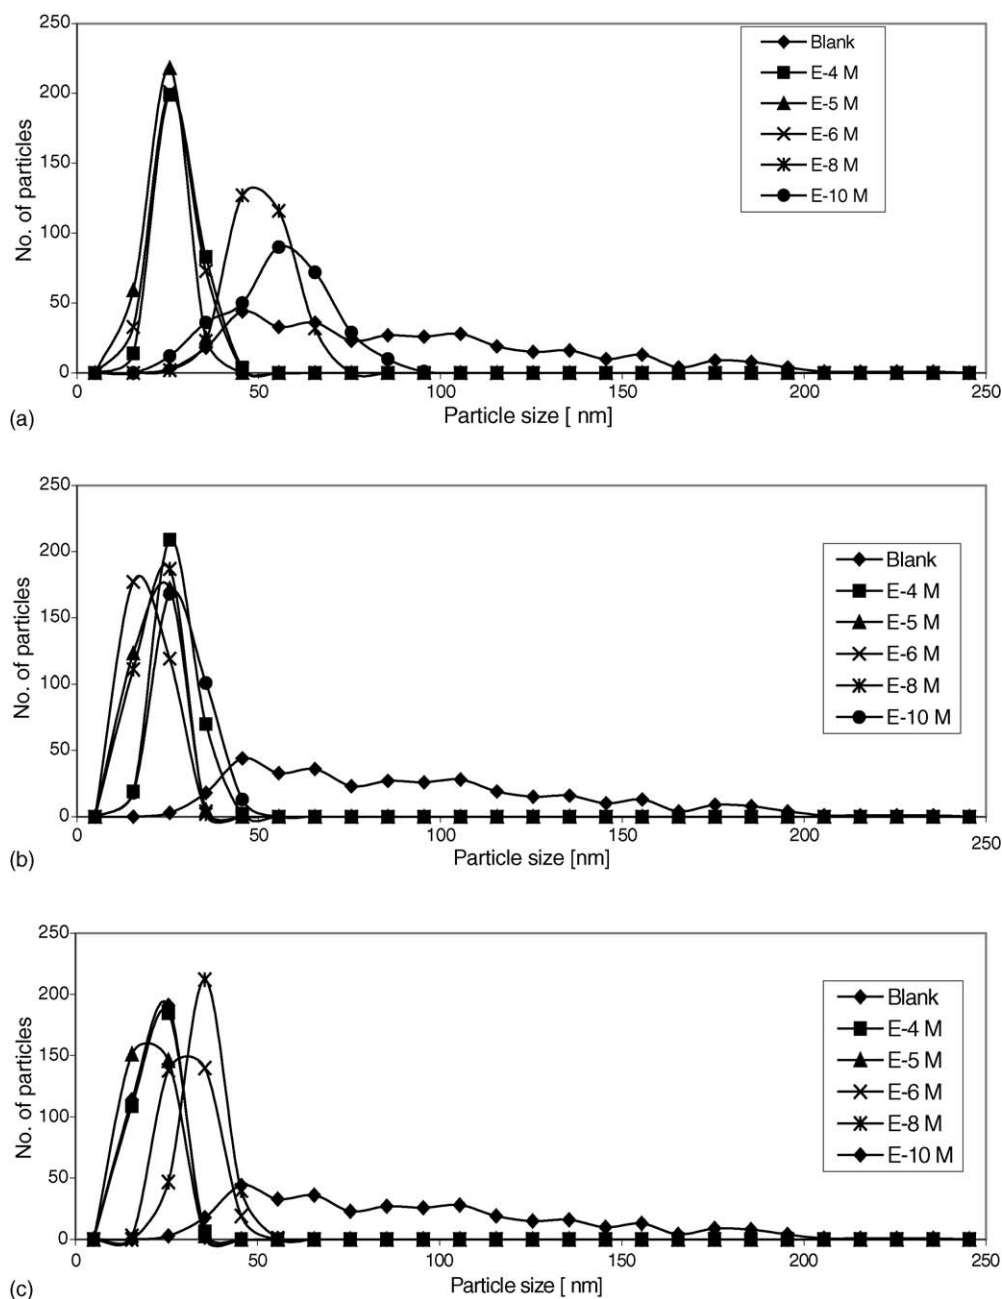 250
200
150
100
50
0
No. of particles
Blank
E-4 M
E-5 M
E-6 M
E-8 M
E-10 M
0 50 100 150 200 250
Particle size [ nm]
(a)
250
200
150
100
50
0
No. of particles
Blank
E-4 M
E-5 M
E-6 M
E-8 M
E-10 M
0 50 100 150 200 250
Particle size [nm]
(b)
250
200
150
100
50
0
No. of particles
Blank
E-4 M
E-5 M
E-6 M
E-8 M
E-10 M
0 50 100 150 200 250
Particle size [ nm]
(c)